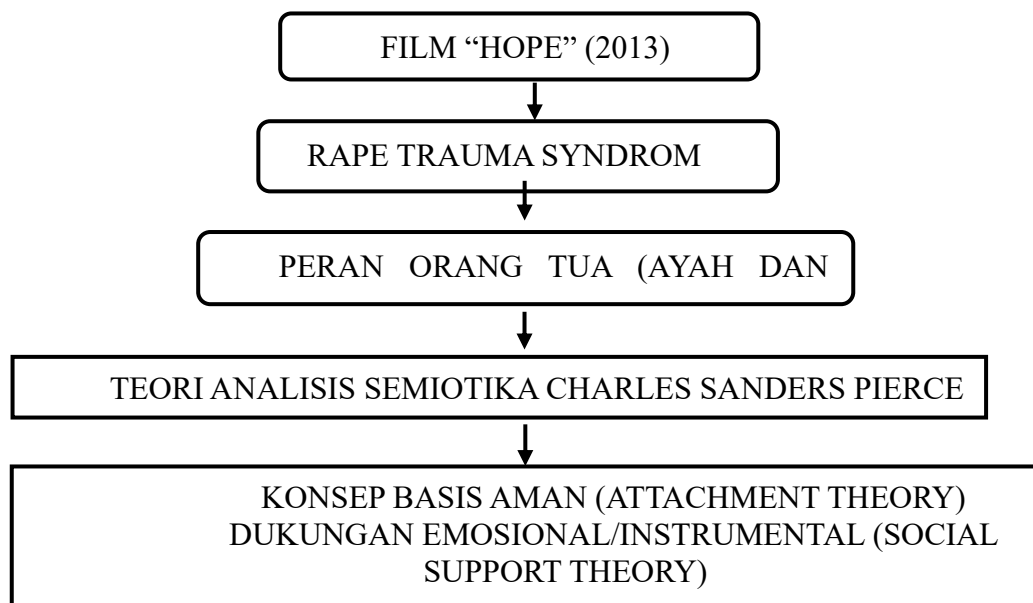 FILM “HOPE” (2013)
RAPE TRAUMA SYNDROM
PERAN ORANG TUA (AYAH DAN
TEORI ANALISIS SEMIOTIKA CHARLES SANDERS PIERCE
KONSEP BASIS AMAN (ATTACHMENT THEORY)
DUKUNGAN EMOSIONAL/INSTRUMENTAL (SOCIAL
SUPPORT THEORY)